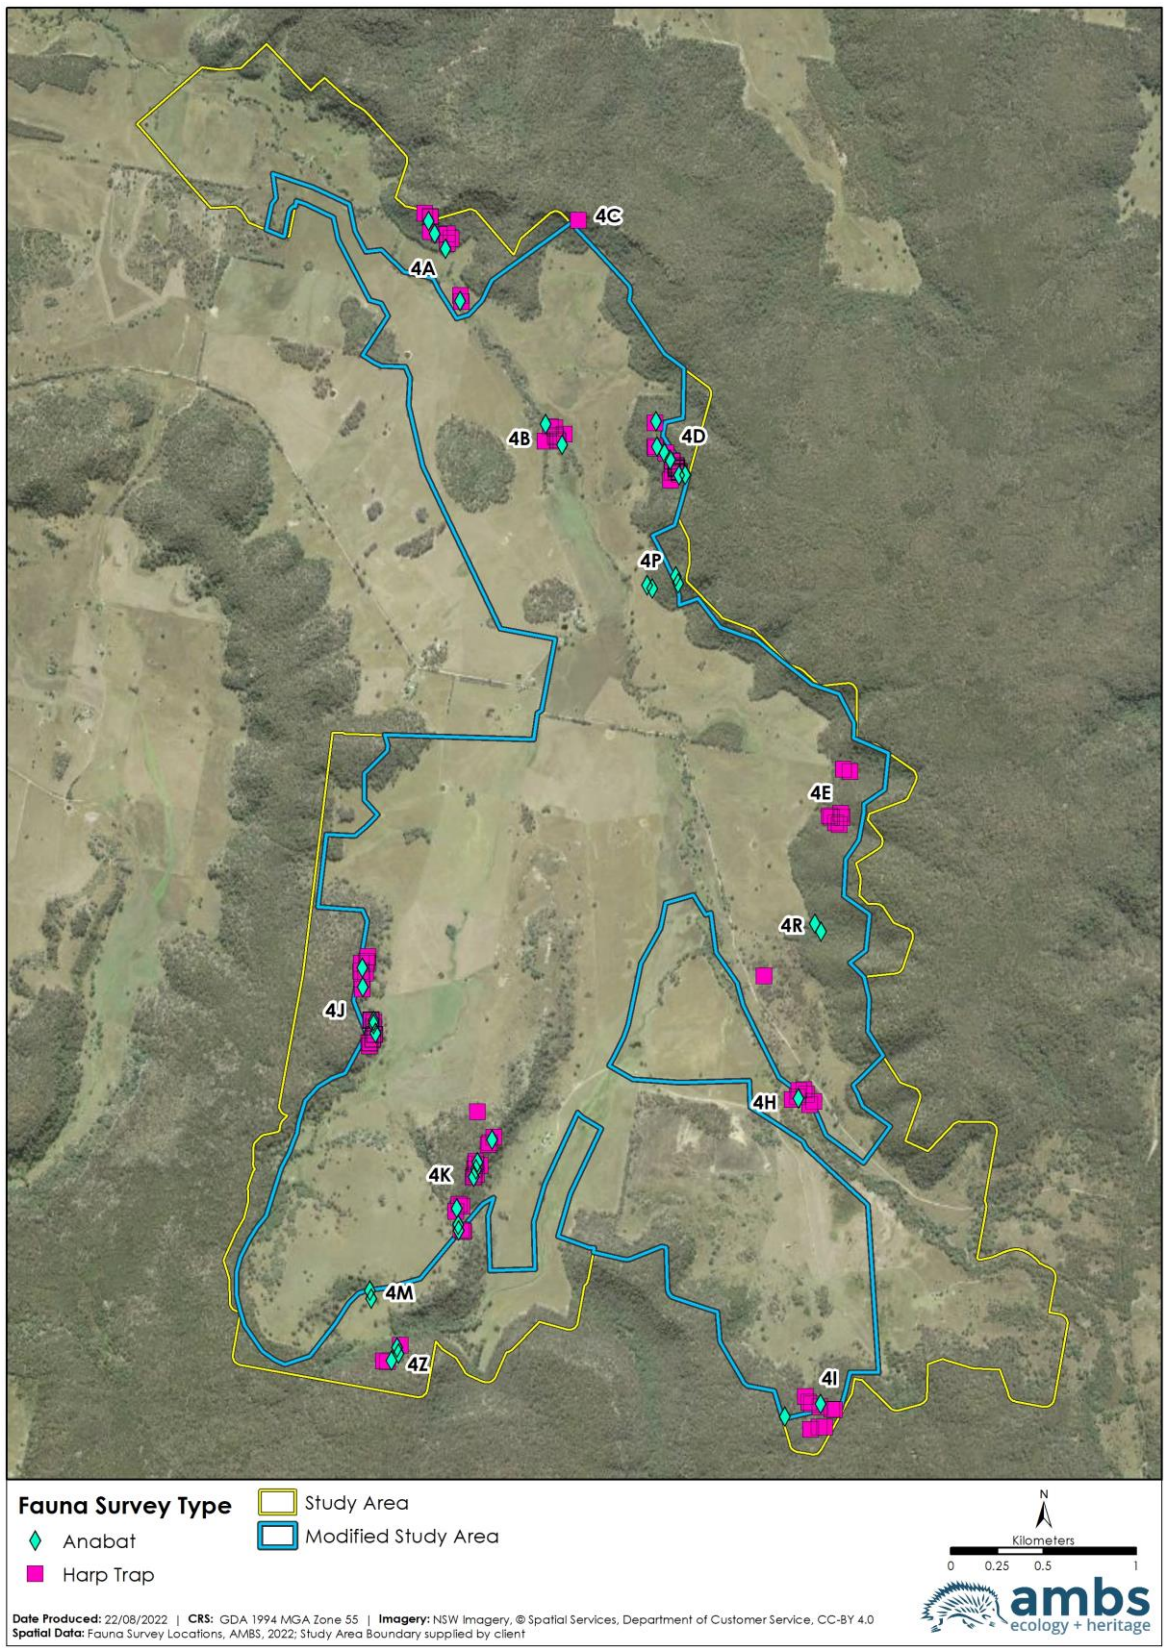 4C
4A
4B
4D
4P
4E
4R
4J
4H
4K
4M
4Z
4I
Fauna Survey Type
Anabat
Harp Trap
Study Area
Modified Study Area
N
Kilometers
0 0.25 0.5 1
ambs
ecology + heritage
Date Produced: 22/08/2022 | CRS: GDA 1994 MGA Zone 55 | Imagery: NSW Imagery, © Spatial Services, Department of Customer Service, CC-BY 4.0
Spatial Data: Fauna Survey Locations, AMBS, 2022; Study Area Boundary supplied by client